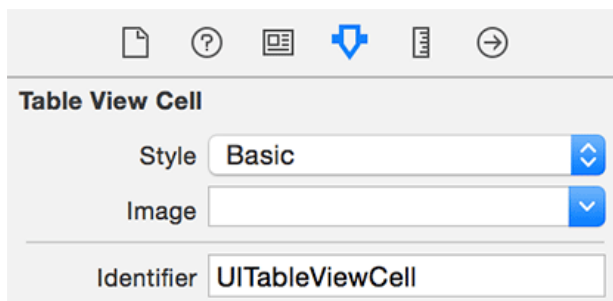 Table View Cell
Style Basic
Image
Identifier UITableViewCell